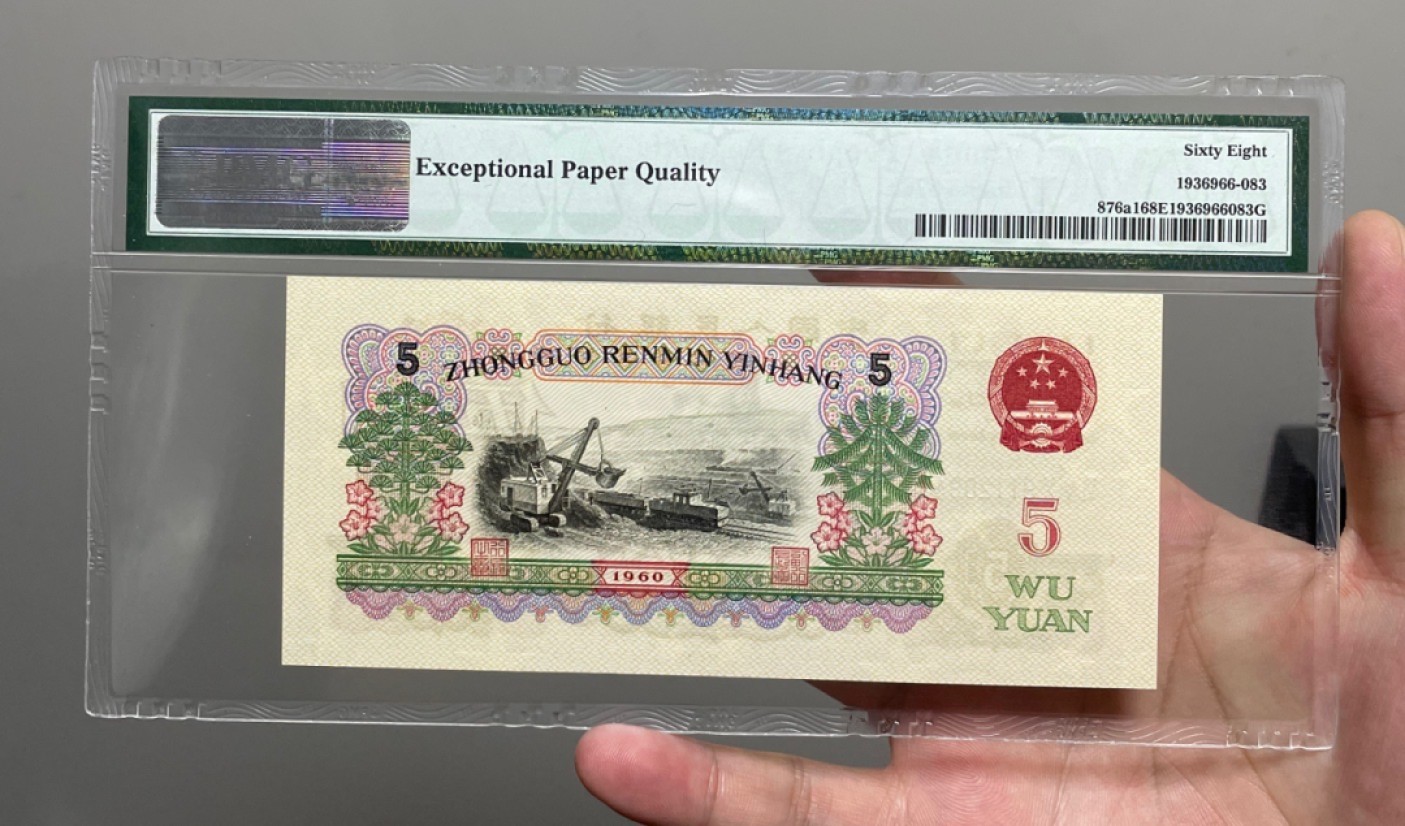 Exceptional Paper Quality
Sixty Eight
1936966-083
876a168E1936966083G
5 ZHONGGUO RENMIN YINHANG 5
1960
5
WU
YUAN